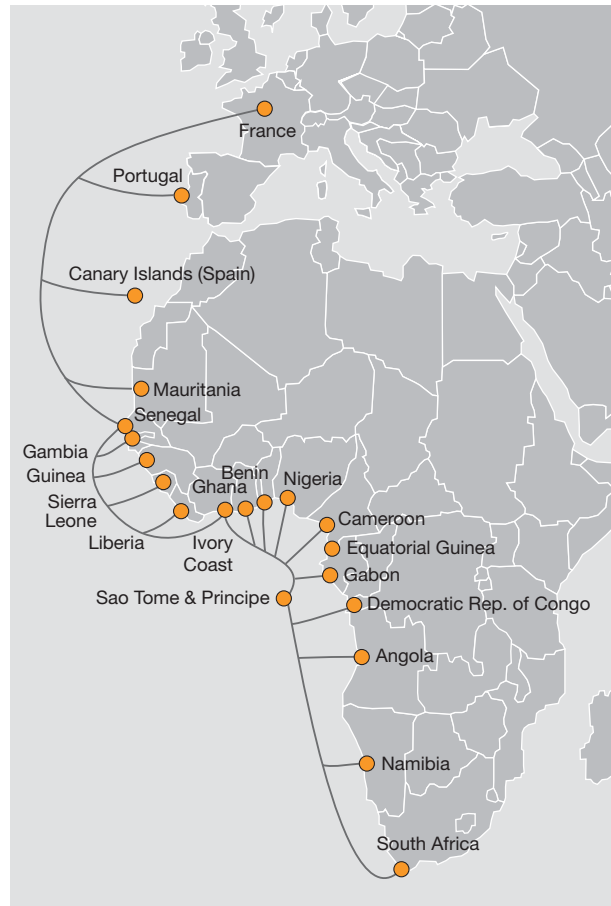 France
Portugal
Canary Islands (Spain)
Mauritania
Senegal
Gambia
Guinea
Sierra
Leone
Liberia
Ghana
Benin
Nigeria
Ivory
Coast
Cameroon
Equatorial Guinea
Gabon
Sao Tome & Principe
Democratic Rep. of Congo
Angola
Namibia
South Africa